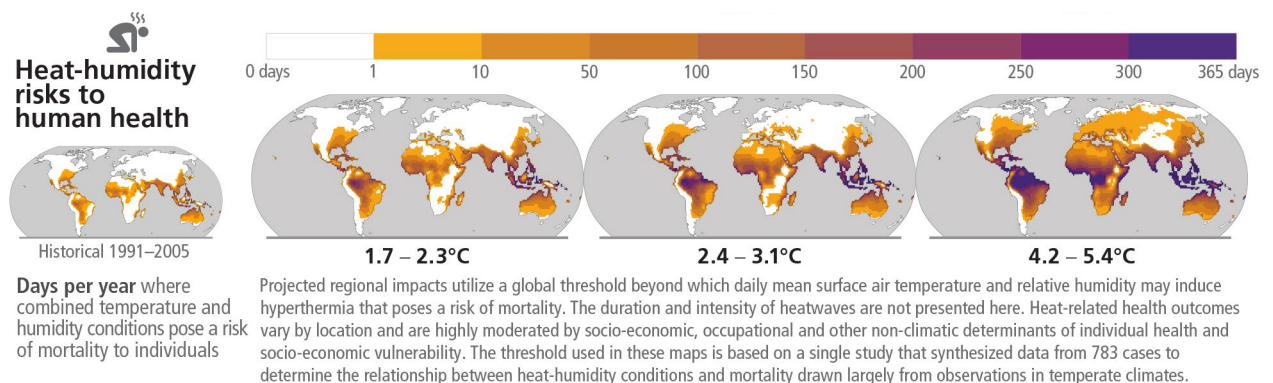 Heat-humidity
risks to
human health
0 days 1 10 50 100 150 200 250 300 365 days
Historical 1991–2005
1.7 – 2.3°C
2.4 – 3.1°C
4.2 – 5.4°C
Days per year where
combined temperature and
humidity conditions pose a risk
of mortality to individuals
Projected regional impacts utilize a global threshold beyond which daily mean surface air temperature and relative humidity may induce
hyperthermia that poses a risk of mortality. The duration and intensity of heatwaves are not presented here. Heat-related health outcomes
vary by location and are highly moderated by socio-economic, occupational and other non-climatic determinants of individual health and
socio-economic vulnerability. The threshold used in these maps is based on a single study that synthesized data from 783 cases to
determine the relationship between heat-humidity conditions and mortality drawn largely from observations in temperate climates.